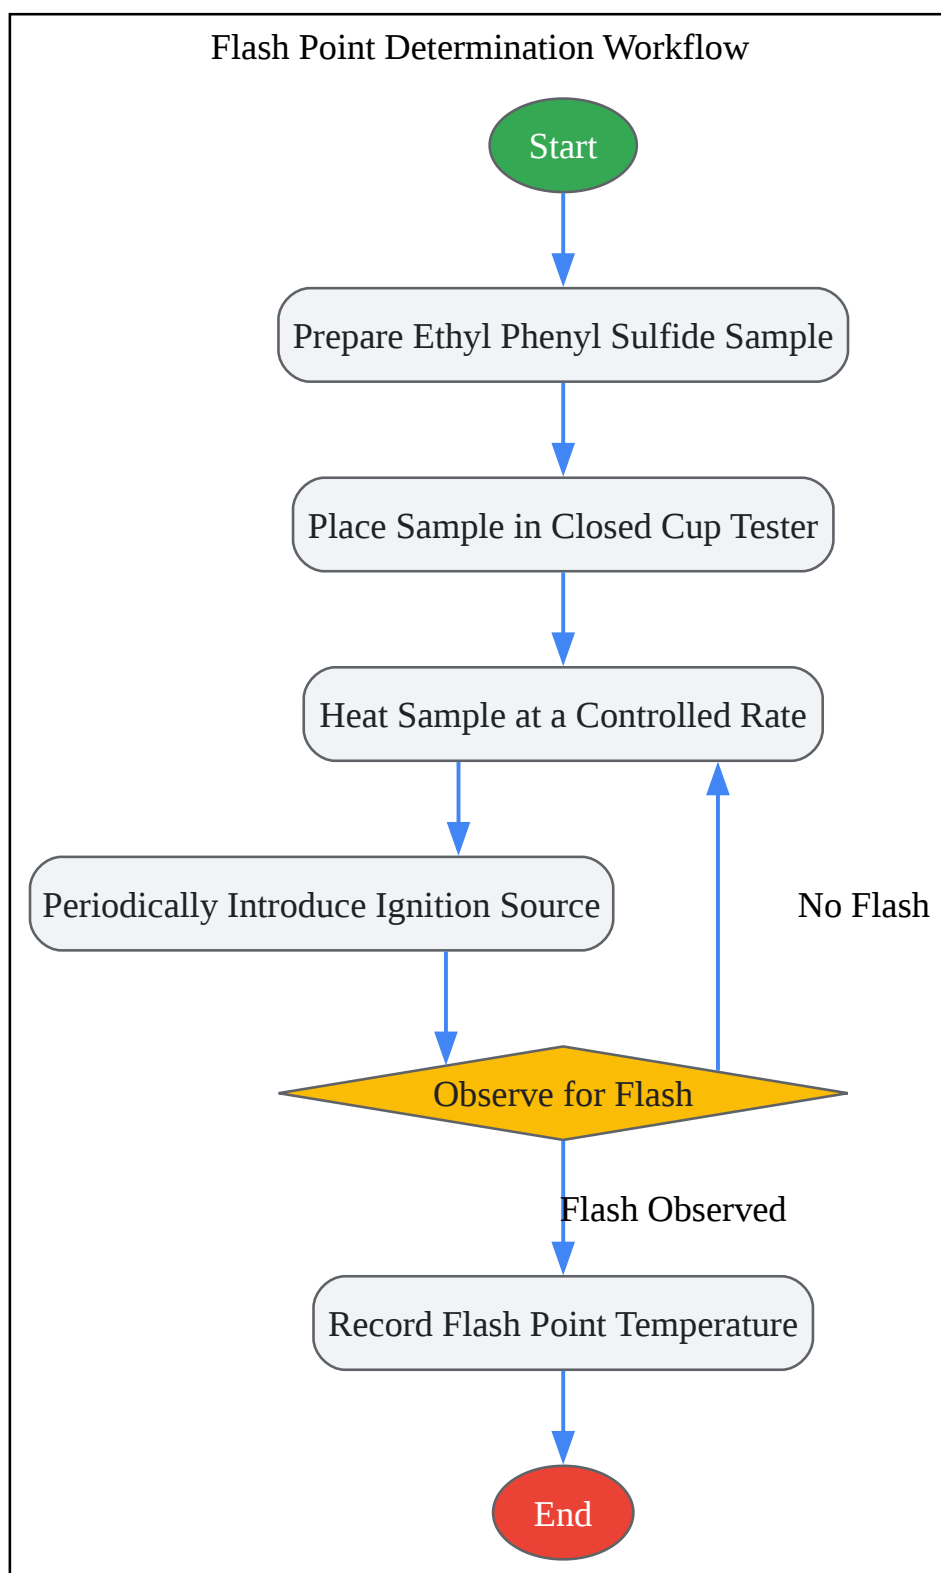 Flash Point Determination Workflow
Start
Prepare Ethyl Phenyl Sulfide Sample
Place Sample in Closed Cup Tester
Heat Sample at a Controlled Rate
Periodically Introduce Ignition Source
No Flash
Observe for Flash
Flash Observed
Record Flash Point Temperature
End